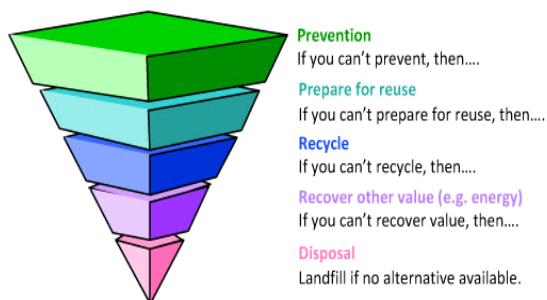 Prevention
If you can't prevent, then....
Prepare for reuse
If you can't prepare for reuse, then....
Recycle
If you can't recycle, then....
Recover other value (e.g. energy)
If you can't recover value, then....
Disposal
Landfill if no alternative available.